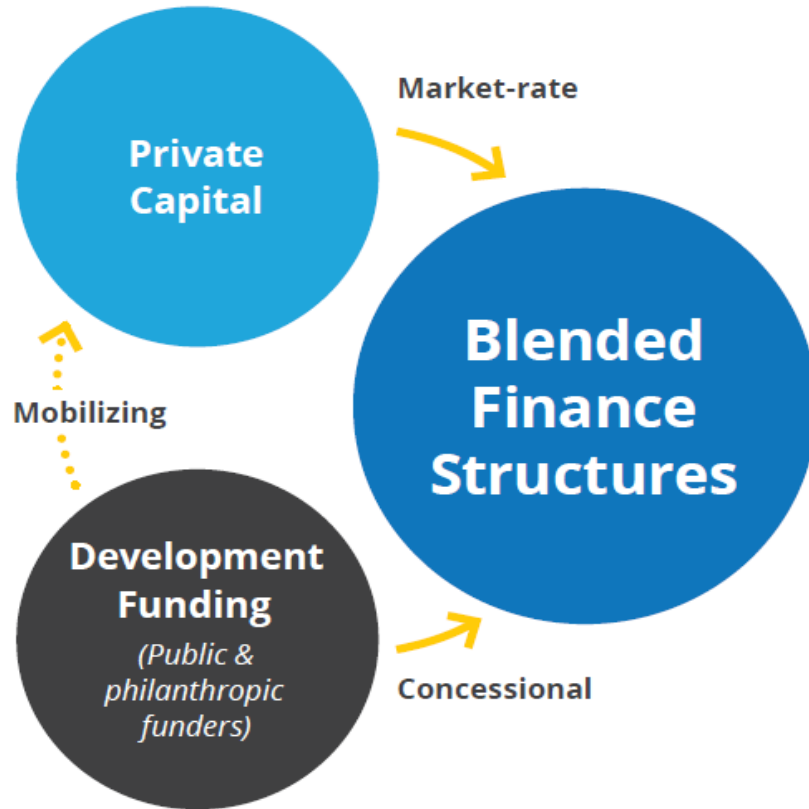 Market-rate
Private
Capital
Blended
Finance
Structures
Mobilizing
Development
Funding
(Public &
philanthropic
funders)
Concessional